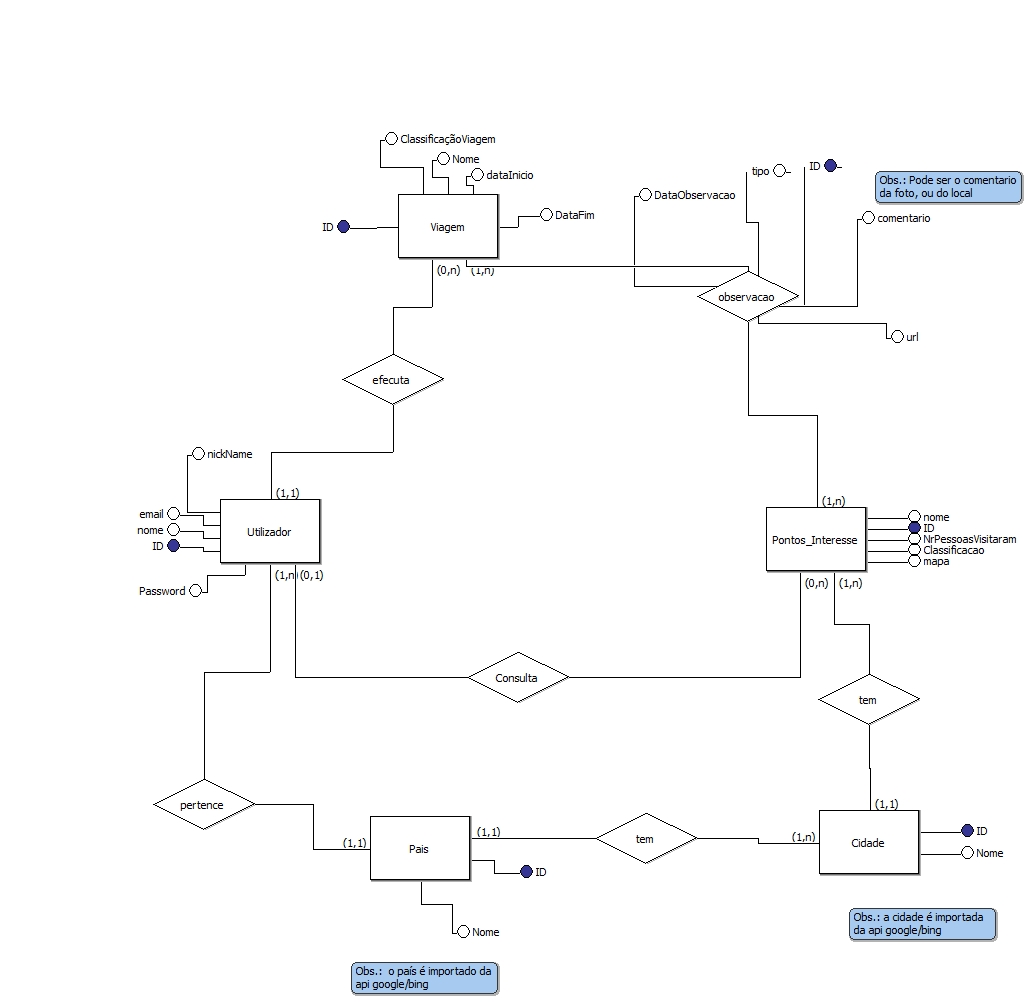 ClassificaçãoViagem
Nome
dataInicio
ID
Viagem
DataFim
(0,n) (1,n)
DataObservacao
tipo
ID
Obs.: Pode ser o comentario
da foto, ou do local
comentario
observacao
url
efecuta
nickName
(1,1)
email
nome
ID
Utilizador
Password
(1,n) (0,1)
(1,n)
Pontos_Interesse
nome
ID
NrPessoasVisitaram
Classificacao
mapa
(0,n) (1,n)
Consulta
tem
pertence
(1,1)
Pais
(1,1)
ID
Nome
tem
(1,n)
(1,1)
Cidade
ID
Nome
Obs.: a cidade é importada
da api google/bing
Obs.: o país é importado da
api google/bing